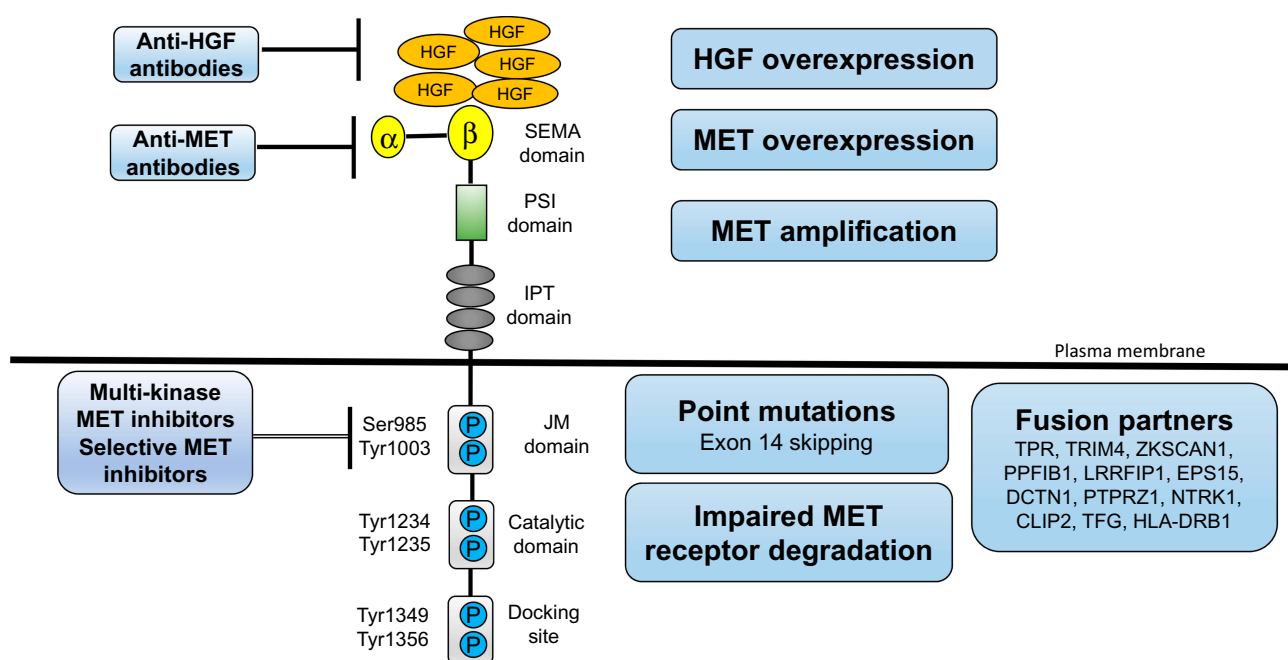 Anti-HGF
antibodies
HGF
HGF
HGF
HGF
HGF
HGF overexpression
Anti-MET
antibodies
α
β
SEMA
domain
MET overexpression
PSI
domain
MET amplification
IPT
domain
Plasma membrane
Multi-kinase
MET inhibitors
Selective MET
inhibitors
Ser985
Tyr1003
P
P
JM
domain
Point mutations
Exon 14 skipping
Fusion partners
TPR, TRIM4, ZKSCAN1,
PPFIB1, LRRFIP1, EPS15,
DCTN1, PTPRZ1, NTRK1,
CLIP2, TFG, HLA-DRB1
Tyr1234
Tyr1235
P
P
Catalytic
domain
Impaired MET
receptor degradation
Tyr1349
Tyr1356
P
P
Docking
site